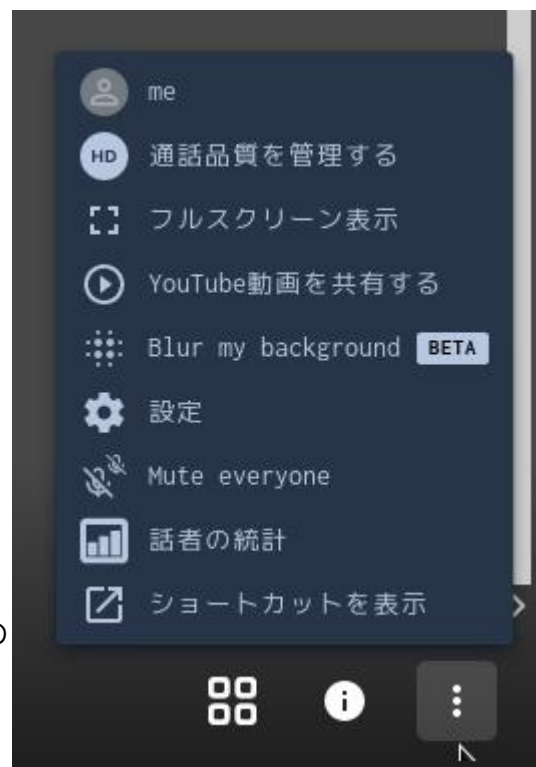 me
HD 通話品質を管理する
フルスクリーン表示
YouTube動画を共有する
Blur my background BETA
設定
Mute everyone
話者の統計
ショートカットを表示